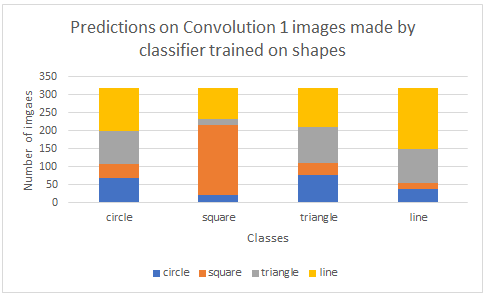 Predictions on Convolution 1 images made by
classifier trained on shapes
350
300
250
200
150
100
50
0
Number of imgaes
circle square triangle line
Classes
circle square triangle line